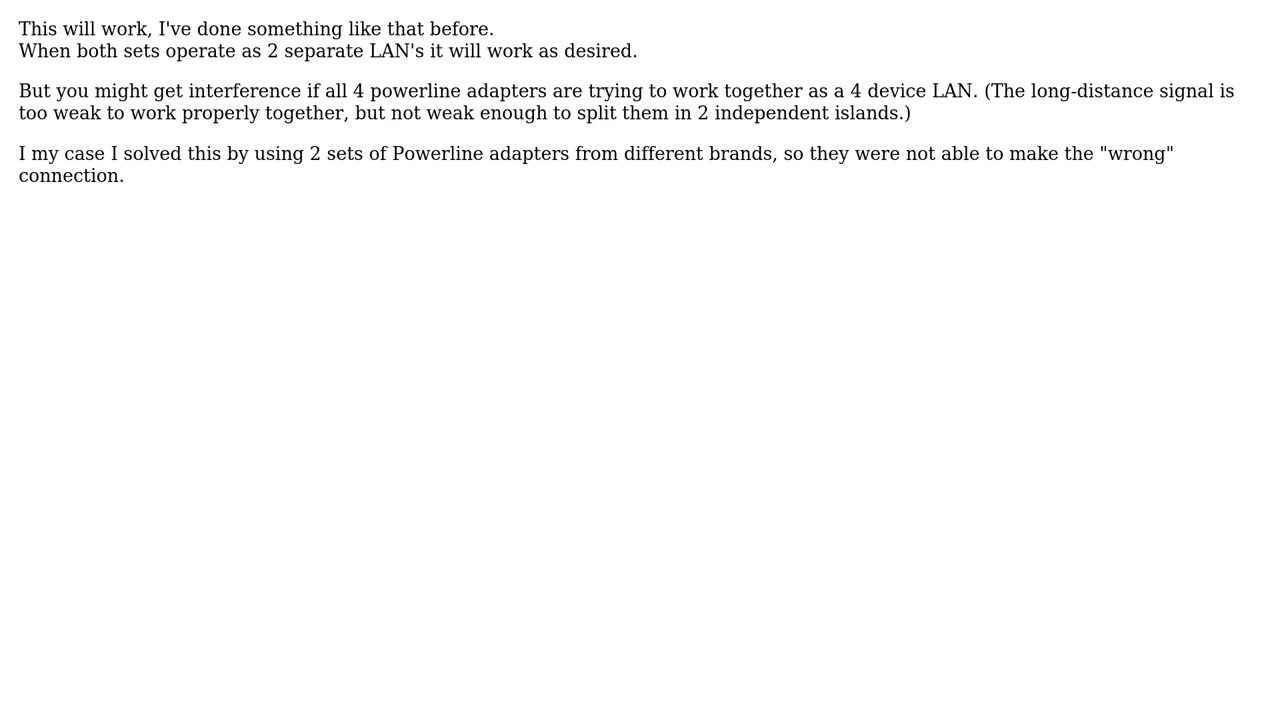 This will work, I've done something like that before.
When both sets operate as 2 separate LAN's it will work as desired.
But you might get interference if all 4 powerline adapters are trying to work together as a 4 device LAN. (The long-distance signal is
too weak to work properly together, but not weak enough to split them in 2 independent islands.)
I my case I solved this by using 2 sets of Powerline adapters from different brands, so they were not able to make the "wrong"
connection.